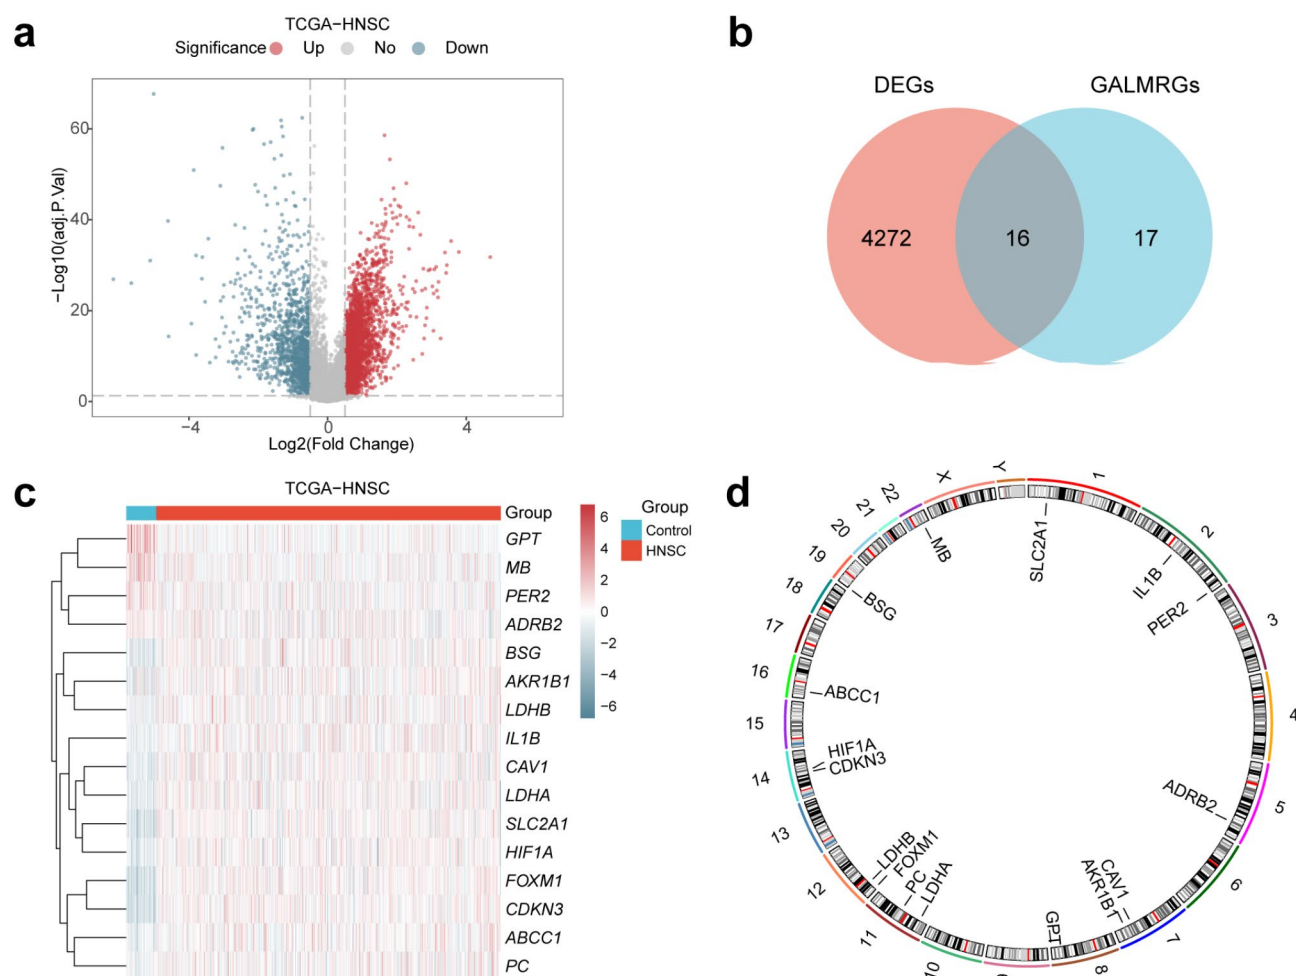 a
TCGA−HNSC
Significance Up No Down
−Log10(adj.P.Val)
60
40
20
0
−4 0 4
Log2(Fold Change)
b
DEGs GALMRGs
4272 16 17
c
TCGA−HNSC
Group
GPT
MB
PER2
ADRB2
BSG
AKR1B1
LDHB
IL1B
CAV1
LDHA
SLC2A1
HIF1A
FOXM1
CDKN3
ABCC1
PC
6
4
2
0
−2
−4
−6
Group
Control
HNSC
d
1
2
3
4
5
6
7
8
10
11
12
13
14
15
16
17
18
19
20
21
22
X
Y
SLC2A1
IL1B
PER2
ADRB2
CAV1
AKR1B1
GPT
LDHA
PC
FOXM1
LDHB
CDKN3
HIF1A
ABCC1
BSG
MB